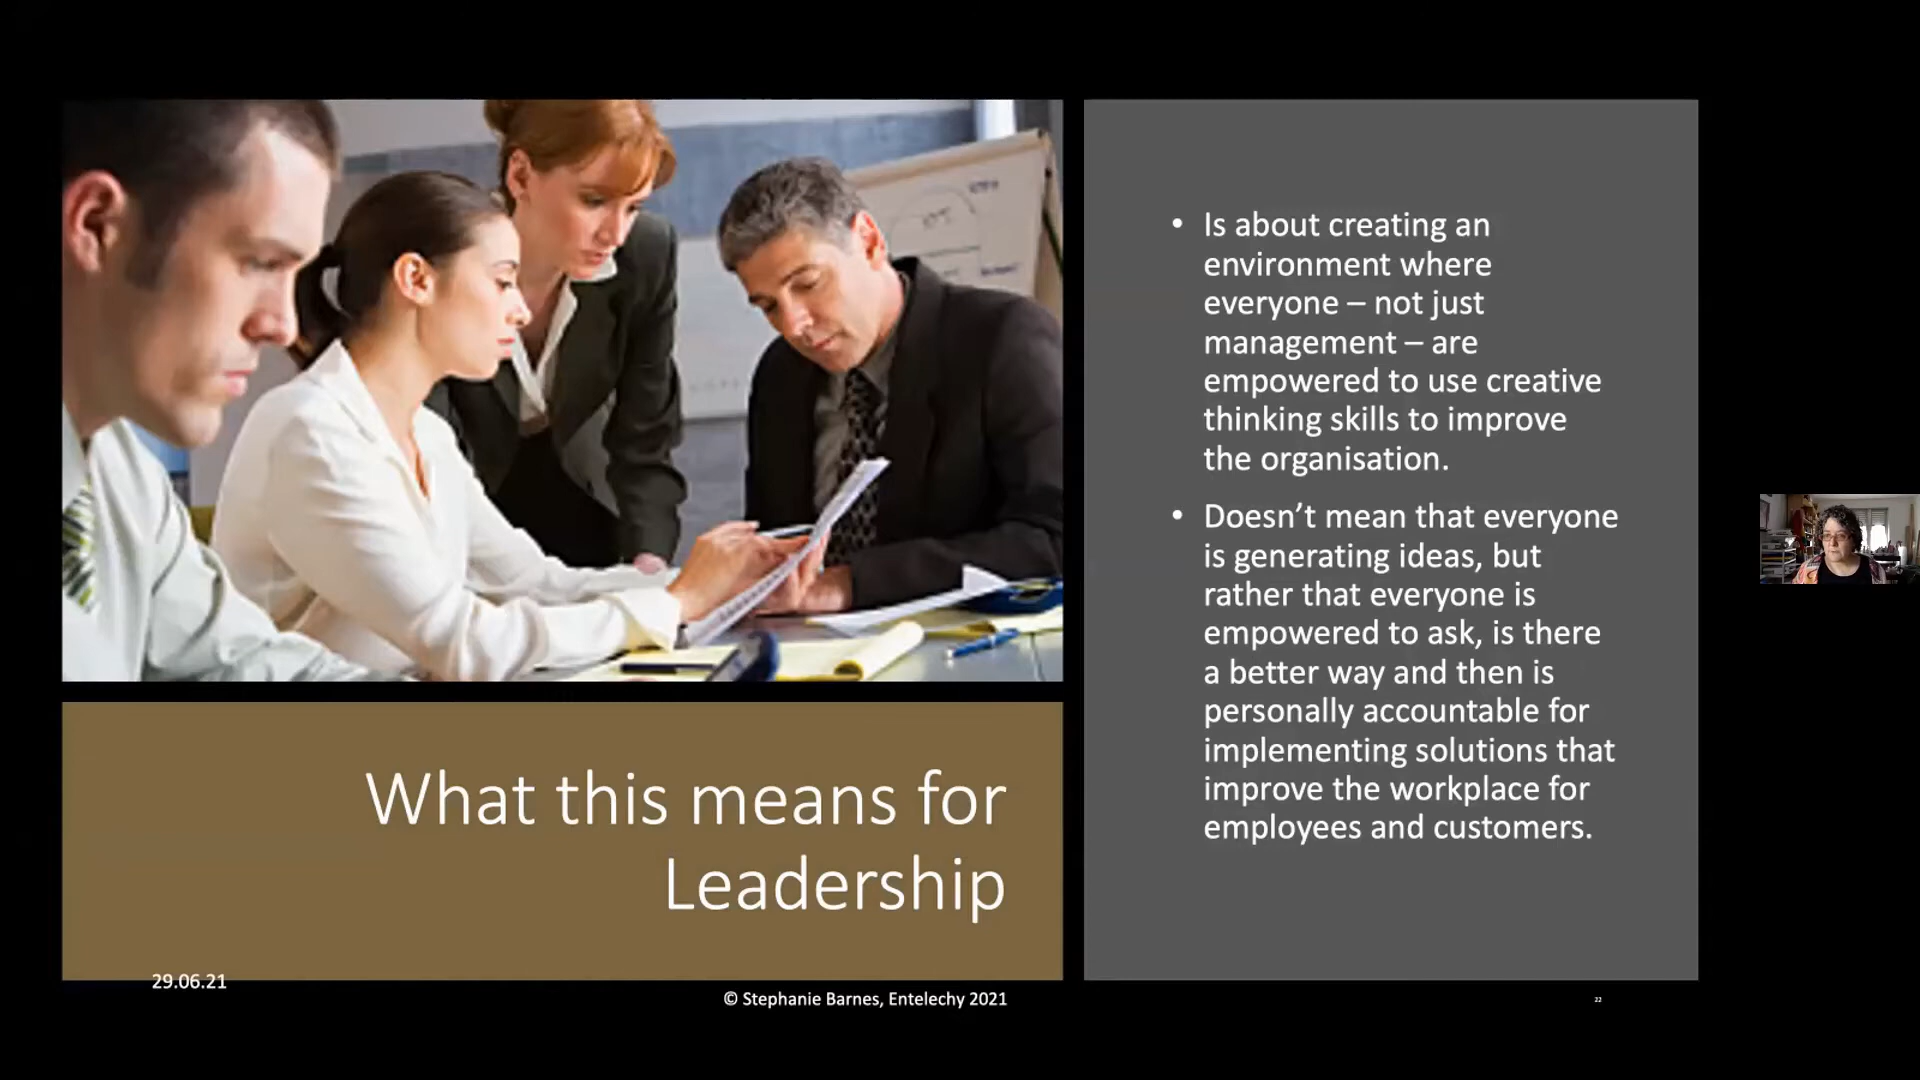 What this means for
Leadership
• Is about creating an
environment where
everyone – not just
management – are
empowered to use creative
thinking skills to improve
the organisation.
• Doesn’t mean that everyone
is generating ideas, but
rather that everyone is
empowered to ask, is there
a better way and then is
personally accountable for
implementing solutions that
improve the workplace for
employees and customers.
29.06.21
© Stephanie Barnes, Entelechy 2021
22